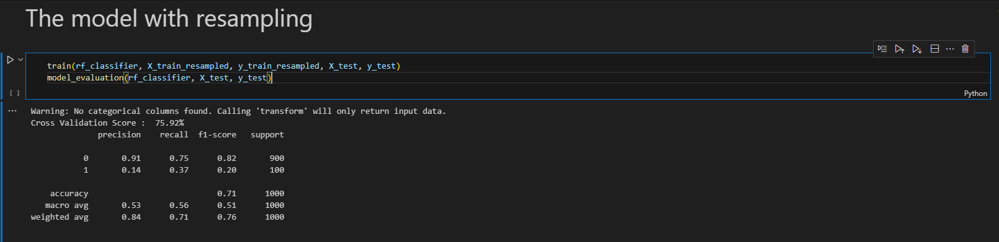 The model with resampling
train(rf_classifier, X_train_resampled, y_train_resampled, X_test, y_test)
model_evaluation(rf_classifier, X_test, y_test)
[ ]
Python
Warning: No categorical columns found. Calling 'transform' will only return input data.
Cross Validation Score :  75.92%
              precision    recall  f1-score   support

           0       0.91      0.75      0.82       900
           1       0.14      0.37      0.20       100

    accuracy                           0.71      1000
   macro avg       0.53      0.56      0.51      1000
weighted avg       0.84      0.71      0.76      1000